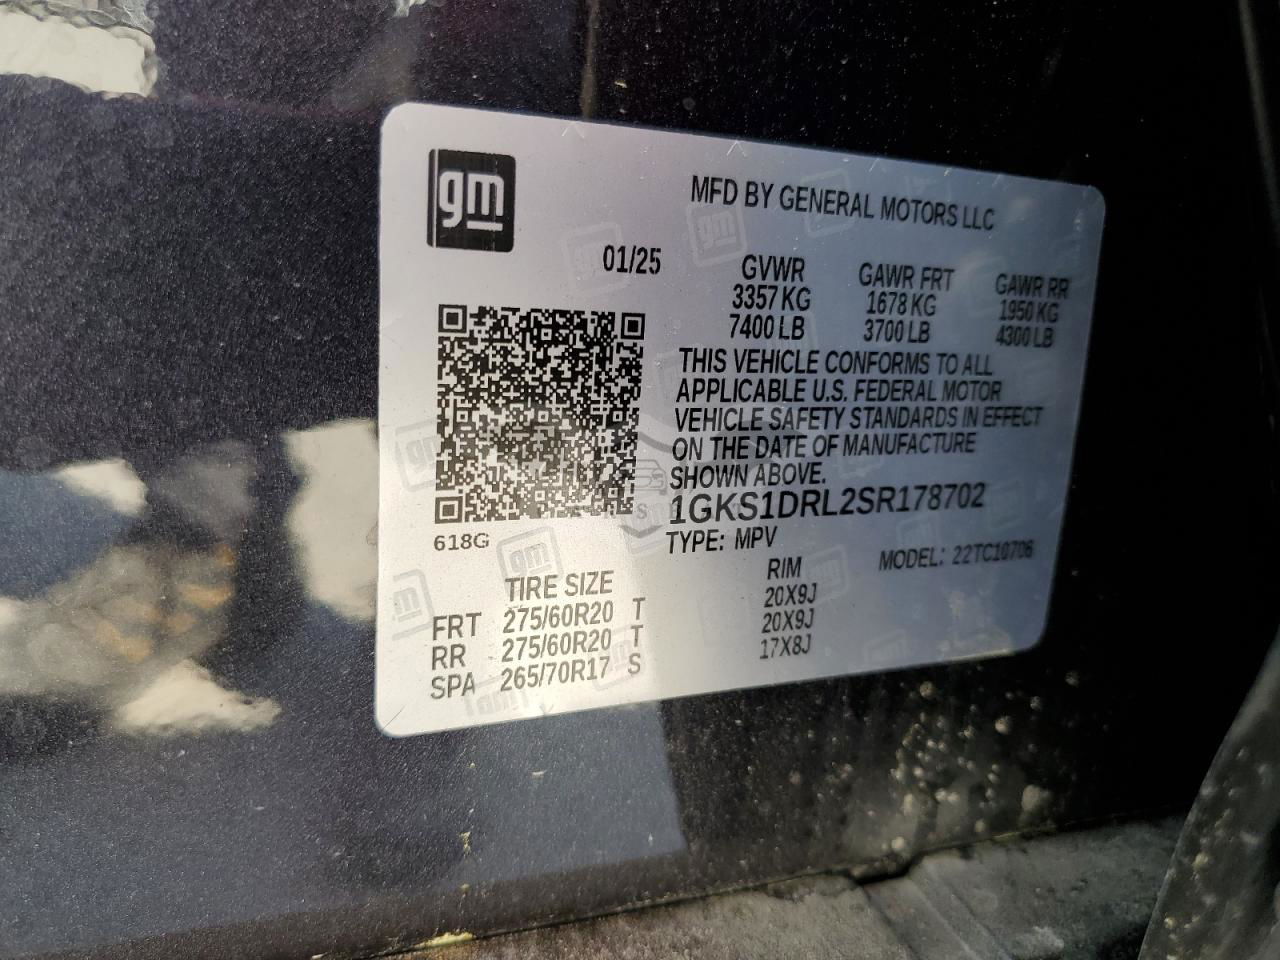 gm
MFD BY GENERAL MOTORS LLC
01/25 GVWR GAWR FRT GAWR RR
3357 KG 1678 KG 1950 KG
7400 LB 3700 LB 4300 LB
THIS VEHICLE CONFORMS TO ALL
APPLICABLE U.S. FEDERAL MOTOR
VEHICLE SAFETY STANDARDS IN EFFECT
ON THE DATE OF MANUFACTURE
SHOWN ABOVE.
1GKS1DRL2SR178702
618G
TYPE: MPV MODEL: 22TC10706
TIRE SIZE RIM
FRT 275/60R20 T 20X9J
RR 275/60R20 T 20X9J
SPA 265/70R17 S 17X8J